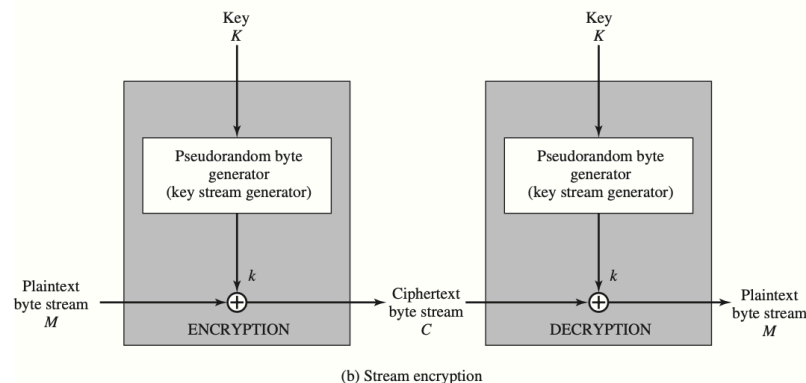 Key
K
Key
K
Pseudorandom byte
generator
(key stream generator)
Pseudorandom byte
generator
(key stream generator)
k
k
Plaintext
byte stream
M
ENCRYPTION
Ciphertext
byte stream
C
DECRYPTION
Plaintext
byte stream
M
(b) Stream encryption